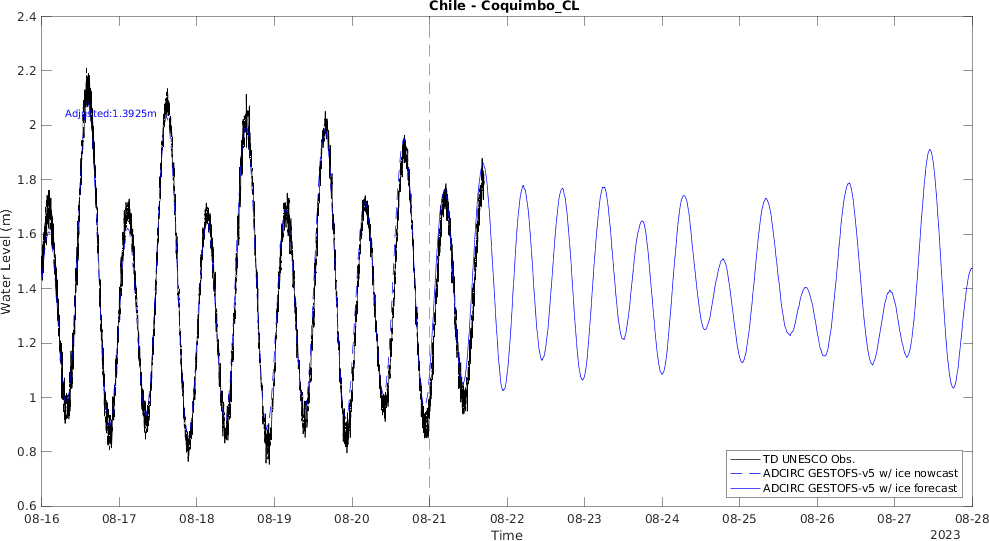 Chile - Coquimbo_CL
2.4
2.2
2
1.8
1.6
1.4
1.2
1
0.8
0.6
Water Level (m)
Adjusted:1.3925m
TD UNESCO Obs.
ADCIRC GESTOFS-v5 w/ ice nowcast
ADCIRC GESTOFS-v5 w/ ice forecast
08-16 08-17 08-18 08-19 08-20 08-21 08-22 08-23 08-24 08-25 08-26 08-27 08-28
Time
2023